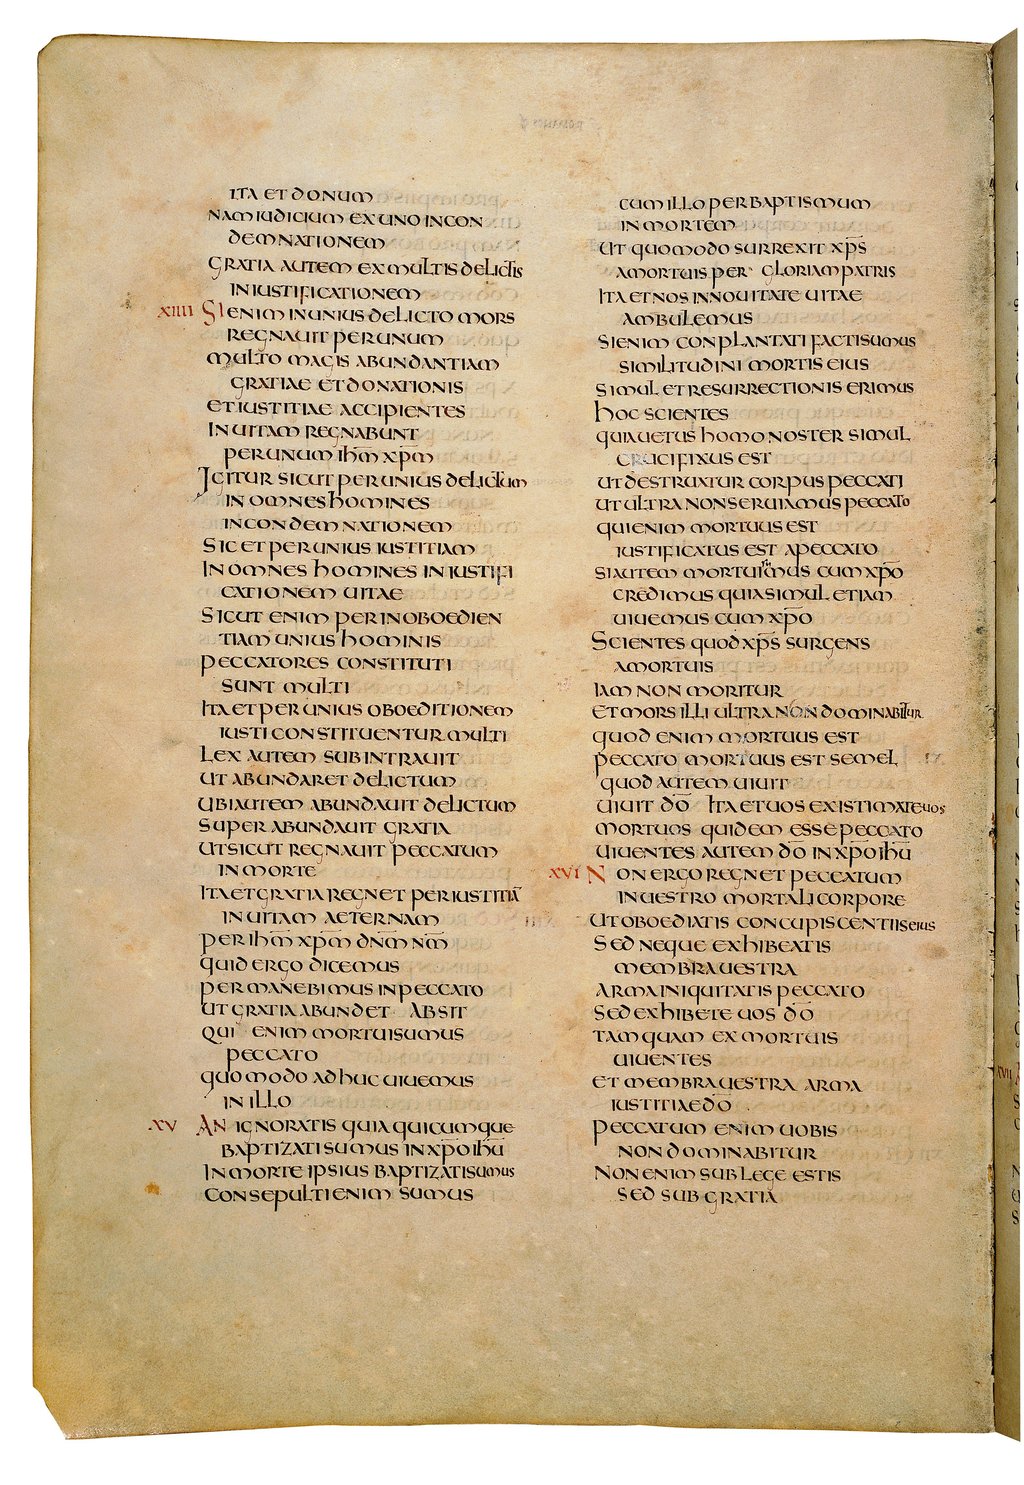 ITA ET DONUM
NAM IUDICIUM EX UNO INCON
DEMNATIONEM
GRATIA AUTEM EX MULTIS DELICTIS
IN IUSTIFICATIONEM
XIIII SI ENIM IN UNIUS DELICTO MORS
REGNAUIT PER UNUM
MULTO MAGIS ABUNDANTIAM
GRATIAE ET DONATIONIS
ET IUSTITIAE ACCIPIENTES
IN UITAM REGNABUNT
PER UNUM IHM̅ XPM̅
IGITUR SICUT PER UNIUS DELICTUM
IN OMNES HOMINES
IN CONDEMNATIONEM
SIC ET PER UNIUS IUSTITIAM
IN OMNES HOMINES IN IUSTIFI
CATIONEM UITAE
SICUT ENIM PER INOBOEDIEN
TIAM UNIUS HOMINIS
PECCATORES CONSTITUTI
SUNT MULTI
ITA ET PER UNIUS OBOEDITIONEM
IUSTI CONSTITUENTUR MULTI
LEX AUTEM SUBINTRAUIT
UT ABUNDARET DELICTUM
UBI AUTEM ABUNDAUIT DELICTUM
SUPERABUNDAUIT GRATIA
UT SICUT REGNAUIT PECCATUM
IN MORTE
ITA ET GRATIA REGNET PER IUSTITIA̅
IN UITAM AETERNAM
PER IHM̅ XPM̅ DNM̅ NM̅
QUID ERGO DICEMUS
PERMANEBIMUS IN PECCATO
UT GRATIA ABUNDET ABSIT
QUI ENIM MORTUI SUMUS
PECCATO
QUOMODO ADHUC UIUEMUS
IN ILLO
XV AN IGNORATIS QUIA QUICUMQUE
BAPTIZATI SUMUS IN XPO̅ IHU̅
IN MORTE IPSIUS BAPTIZATI SUMUS
CONSEPULTI ENIM SUMUS
CUM ILLO PER BAPTISMUM
IN MORTEM
UT QUOMODO SURREXIT XPS̅
A MORTUIS PER GLORIAM PATRIS
ITA ET NOS IN NOUITATE UITAE
AMBULEMUS
SI ENIM CONPLANTATI FACTI SUMUS
SIMILITUDINI MORTIS EIUS
SIMUL ET RESURRECTIONIS ERIMUS
HOC SCIENTES
QUIA UETUS HOMO NOSTER SIMUL
CRUCIFIXUS EST
UT DESTRUATUR CORPUS PECCATI
UT ULTRA NON SERUIAMUS PECCATO
QUI ENIM MORTUUS EST
IUSTIFICATUS EST A PECCATO
SI AUTEM MORTUI SUMUS CUM XPO̅
CREDIMUS QUIA SIMUL ETIAM
UIUEMUS CUM XPO̅
SCIENTES QUOD XPS̅ SURGENS
A MORTUIS
IAM NON MORITUR
ET MORS ILLI ULTRA NON DOMINABITUR
QUOD ENIM MORTUUS EST
PECCATO MORTUUS EST SEMEL
QUOD AUTEM UIUIT
UIUIT DO̅ ITA ET UOS EXISTIMATE UOS
MORTUOS QUIDEM ESSE PECCATO
UIUENTES AUTEM DO̅ IN XPO̅ IHU̅
XVI NON ERGO REGNET PECCATUM
IN UESTRO MORTALI CORPORE
UT OBOEDIATIS CONCUPISCENTIIS EIUS
SED NEQUE EXHIBEATIS
MEMBRA UESTRA
ARMA INIQUITATIS PECCATO
SED EXHIBETE UOS DO̅
TAMQUAM EX MORTUIS
UIUENTES
ET MEMBRA UESTRA ARMA
IUSTITIAE DO̅
PECCATUM ENIM UOBIS
NON DOMINABITUR
NON ENIM SUB LEGE ESTIS
SED SUB GRATIA